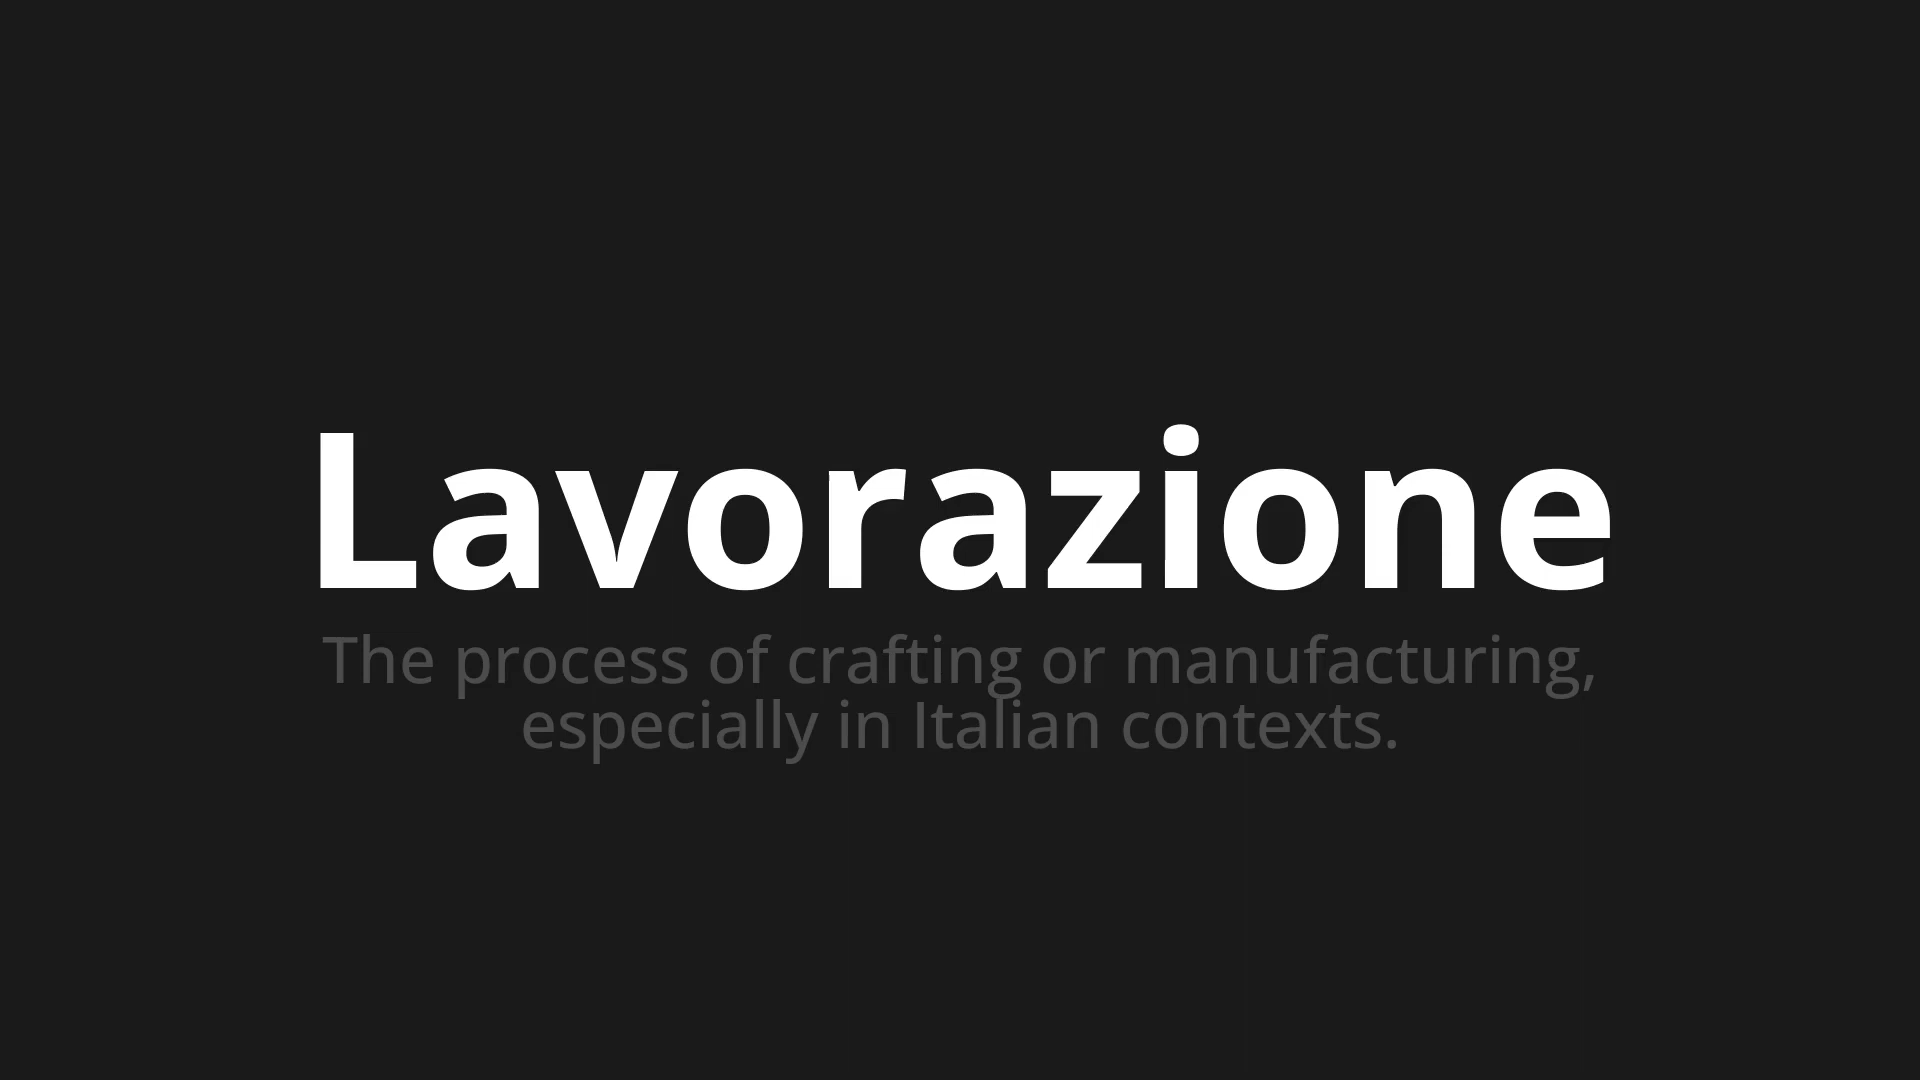 Lavorazione
The process of crafting or manufacturing,
especially in Italian contexts.